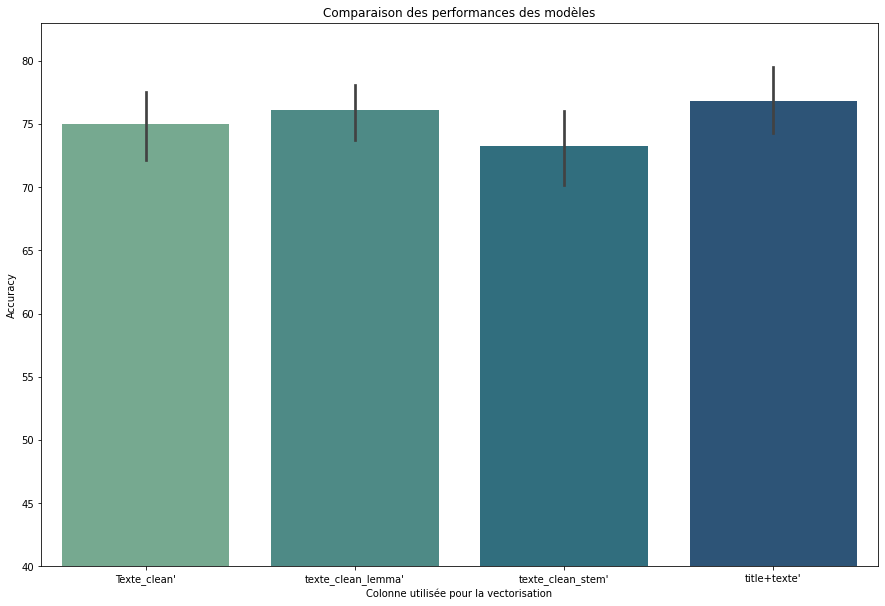 Comparaison des performances des modèles
80
75
70
65
60
55
50
45
40
Accuracy
Texte_clean' texte_clean_lemma' texte_clean_stem' title+texte'
Colonne utilisée pour la vectorisation